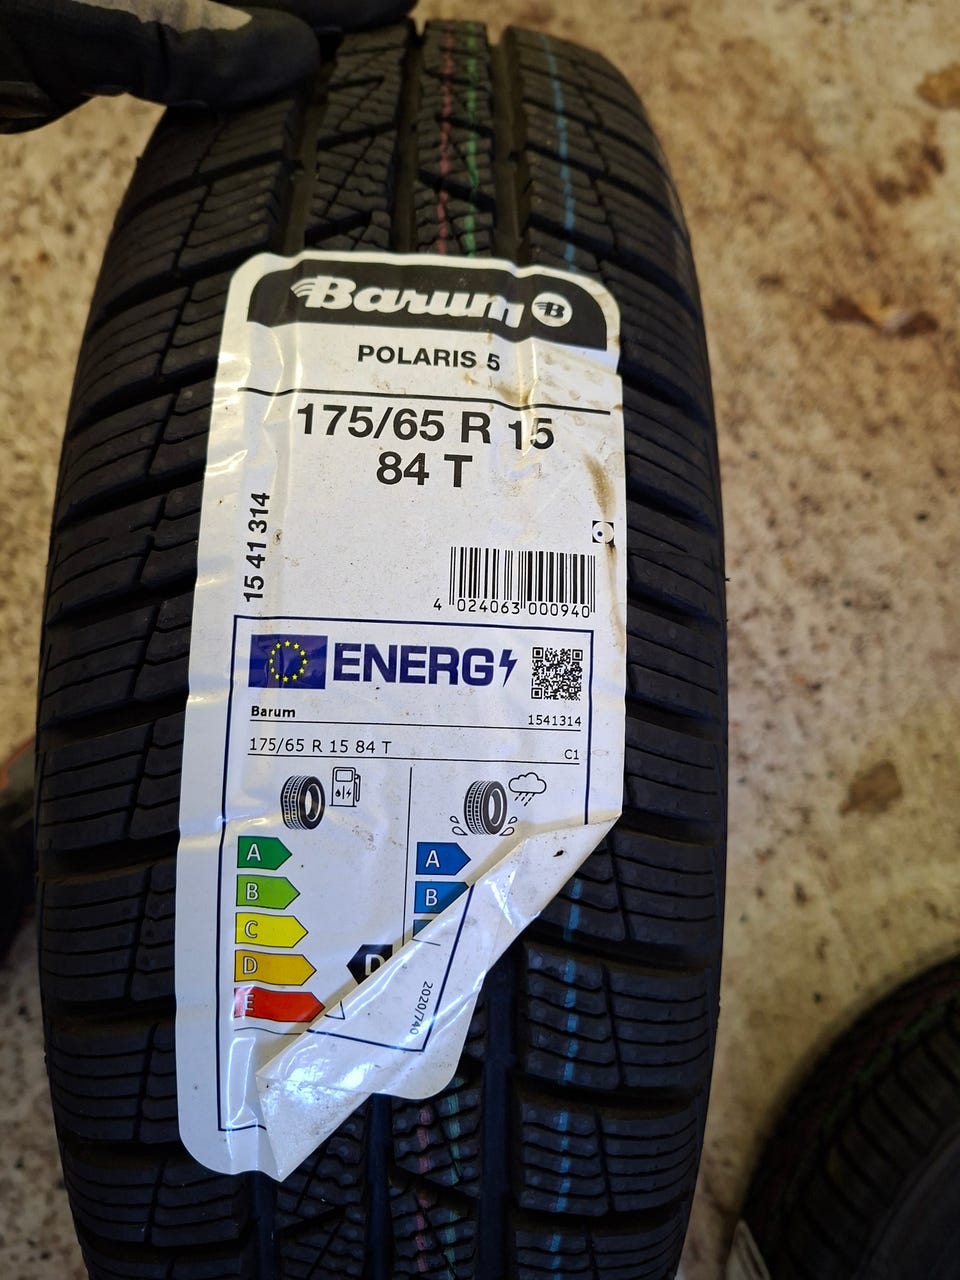 Barum B
POLARIS 5
175/65 R 15
84 T
15 41 314
4 024063 000940
ENERG
Barum
1541314
175/65 R 15 84 T
C1
A
B
C
D
E
D
A
B
2020/740